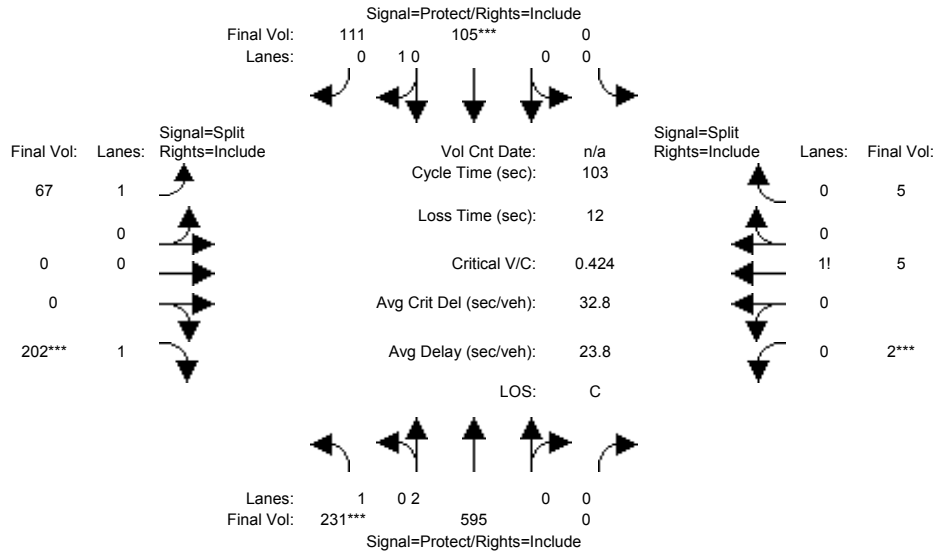 Signal=Protect/Rights=Include
Final Vol: 111 105*** 0
Lanes: 0 1 0 0 0
Signal=Split
Final Vol: Lanes: Rights=Include
Vol Cnt Date: n/a
Signal=Split
Rights=Include Lanes: Final Vol:
Cycle Time (sec): 103
67 1 0 5
Loss Time (sec): 12
0 0
0 0 Critical V/C: 0.424 1! 5
0 Avg Crit Del (sec/veh): 32.8 0
202*** 1 Avg Delay (sec/veh): 23.8 0 2***
LOS: C
Lanes: 1 0 2 0 0
Final Vol: 231*** 595 0
Signal=Protect/Rights=Include